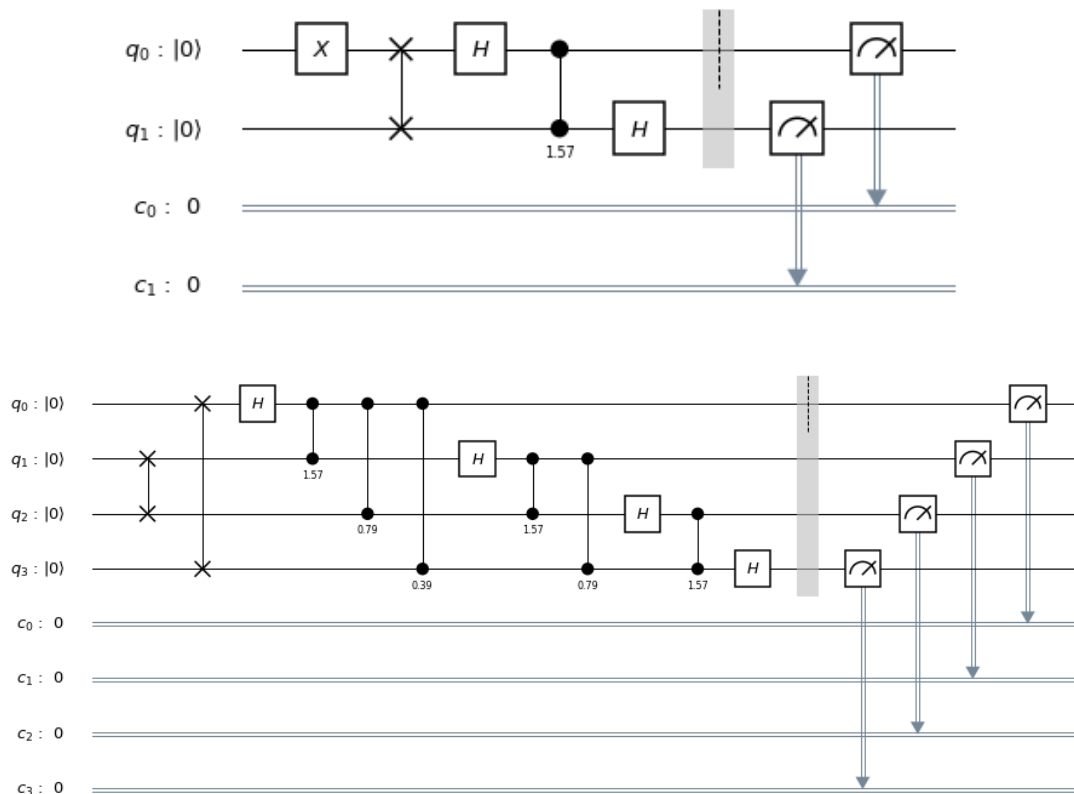 q₀ : |0⟩ X H
q₁ : |0⟩ H
1.57
c₀ : 0
c₁ : 0
q₀ : |0⟩ H
q₁ : |0⟩ H
1.57
q₂ : |0⟩ H
0.79 1.57
q₃ : |0⟩ H
0.39 0.79 1.57
c₀ : 0
c₁ : 0
c₂ : 0
c₃ : 0